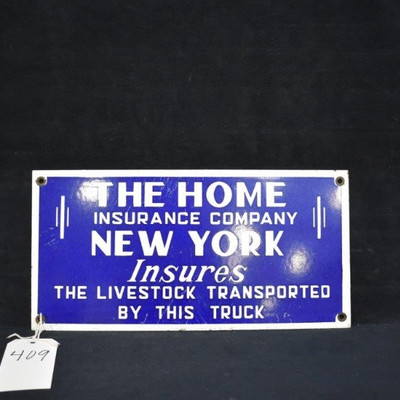 THE HOME
INSURANCE COMPANY
NEW YORK
Insures
THE LIVESTOCK TRANSPORTED
BY THIS TRUCK
409